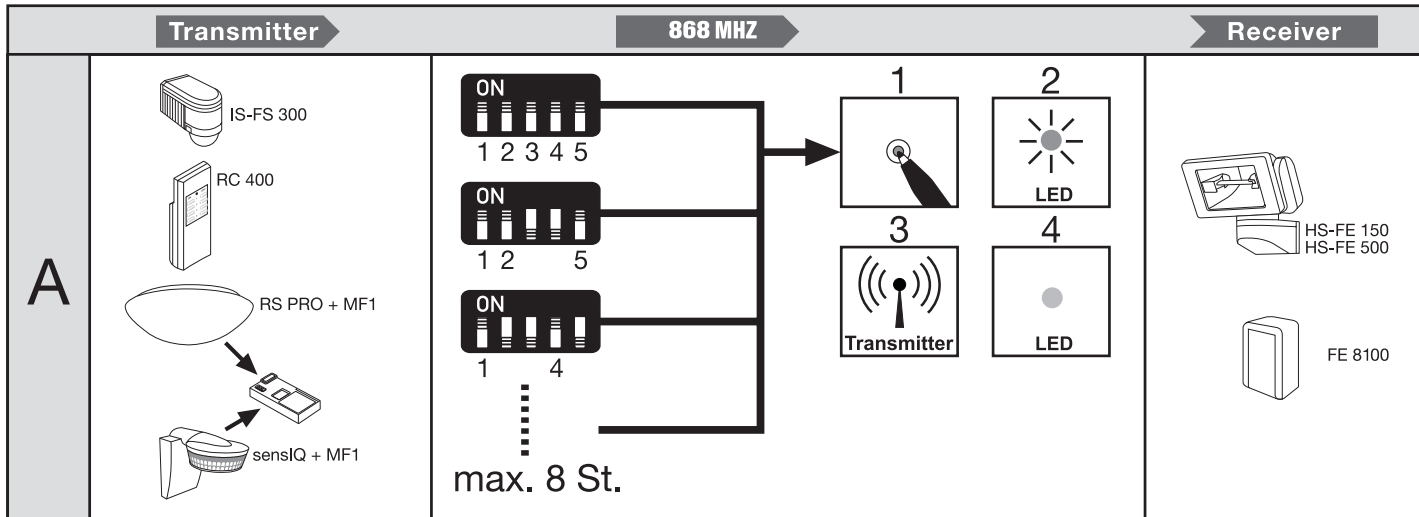 Transmitter
868 MHZ
Receiver
A
IS-FS 300
RC 400
RS PRO + MF1
sensIQ + MF1
ON
1 2 3 4 5
ON
1 2 5
ON
1 4
max. 8 St.
1
2
LED
3
Transmitter
4
LED
HS-FE 150
HS-FE 500
FE 8100